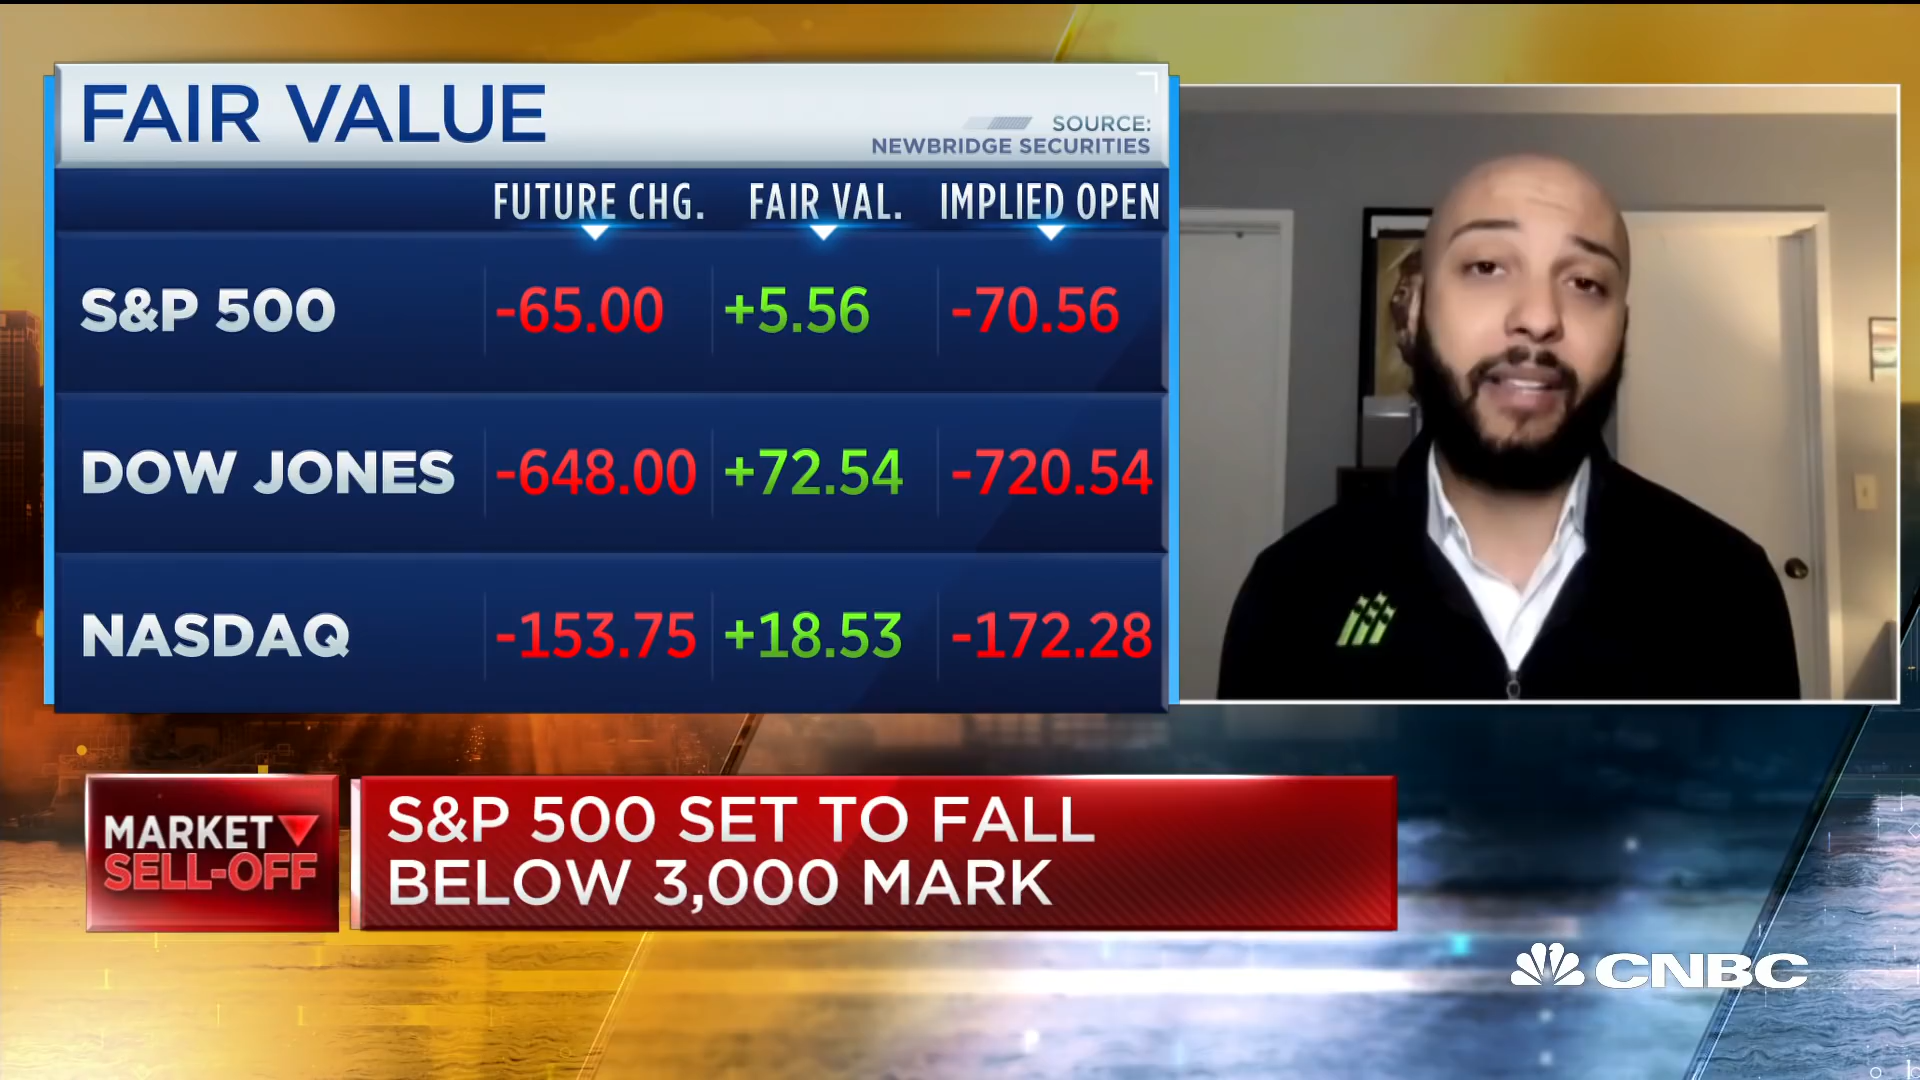 FAIR VALUE
SOURCE:
NEWBRIDGE SECURITIES
FUTURE CHG. FAIR VAL. IMPLIED OPEN
S&P 500 -65.00 +5.56 -70.56
DOW JONES -648.00 +72.54 -720.54
NASDAQ -153.75 +18.53 -172.28
MARKET
SELL-OFF
S&P 500 SET TO FALL
BELOW 3,000 MARK
CNBC